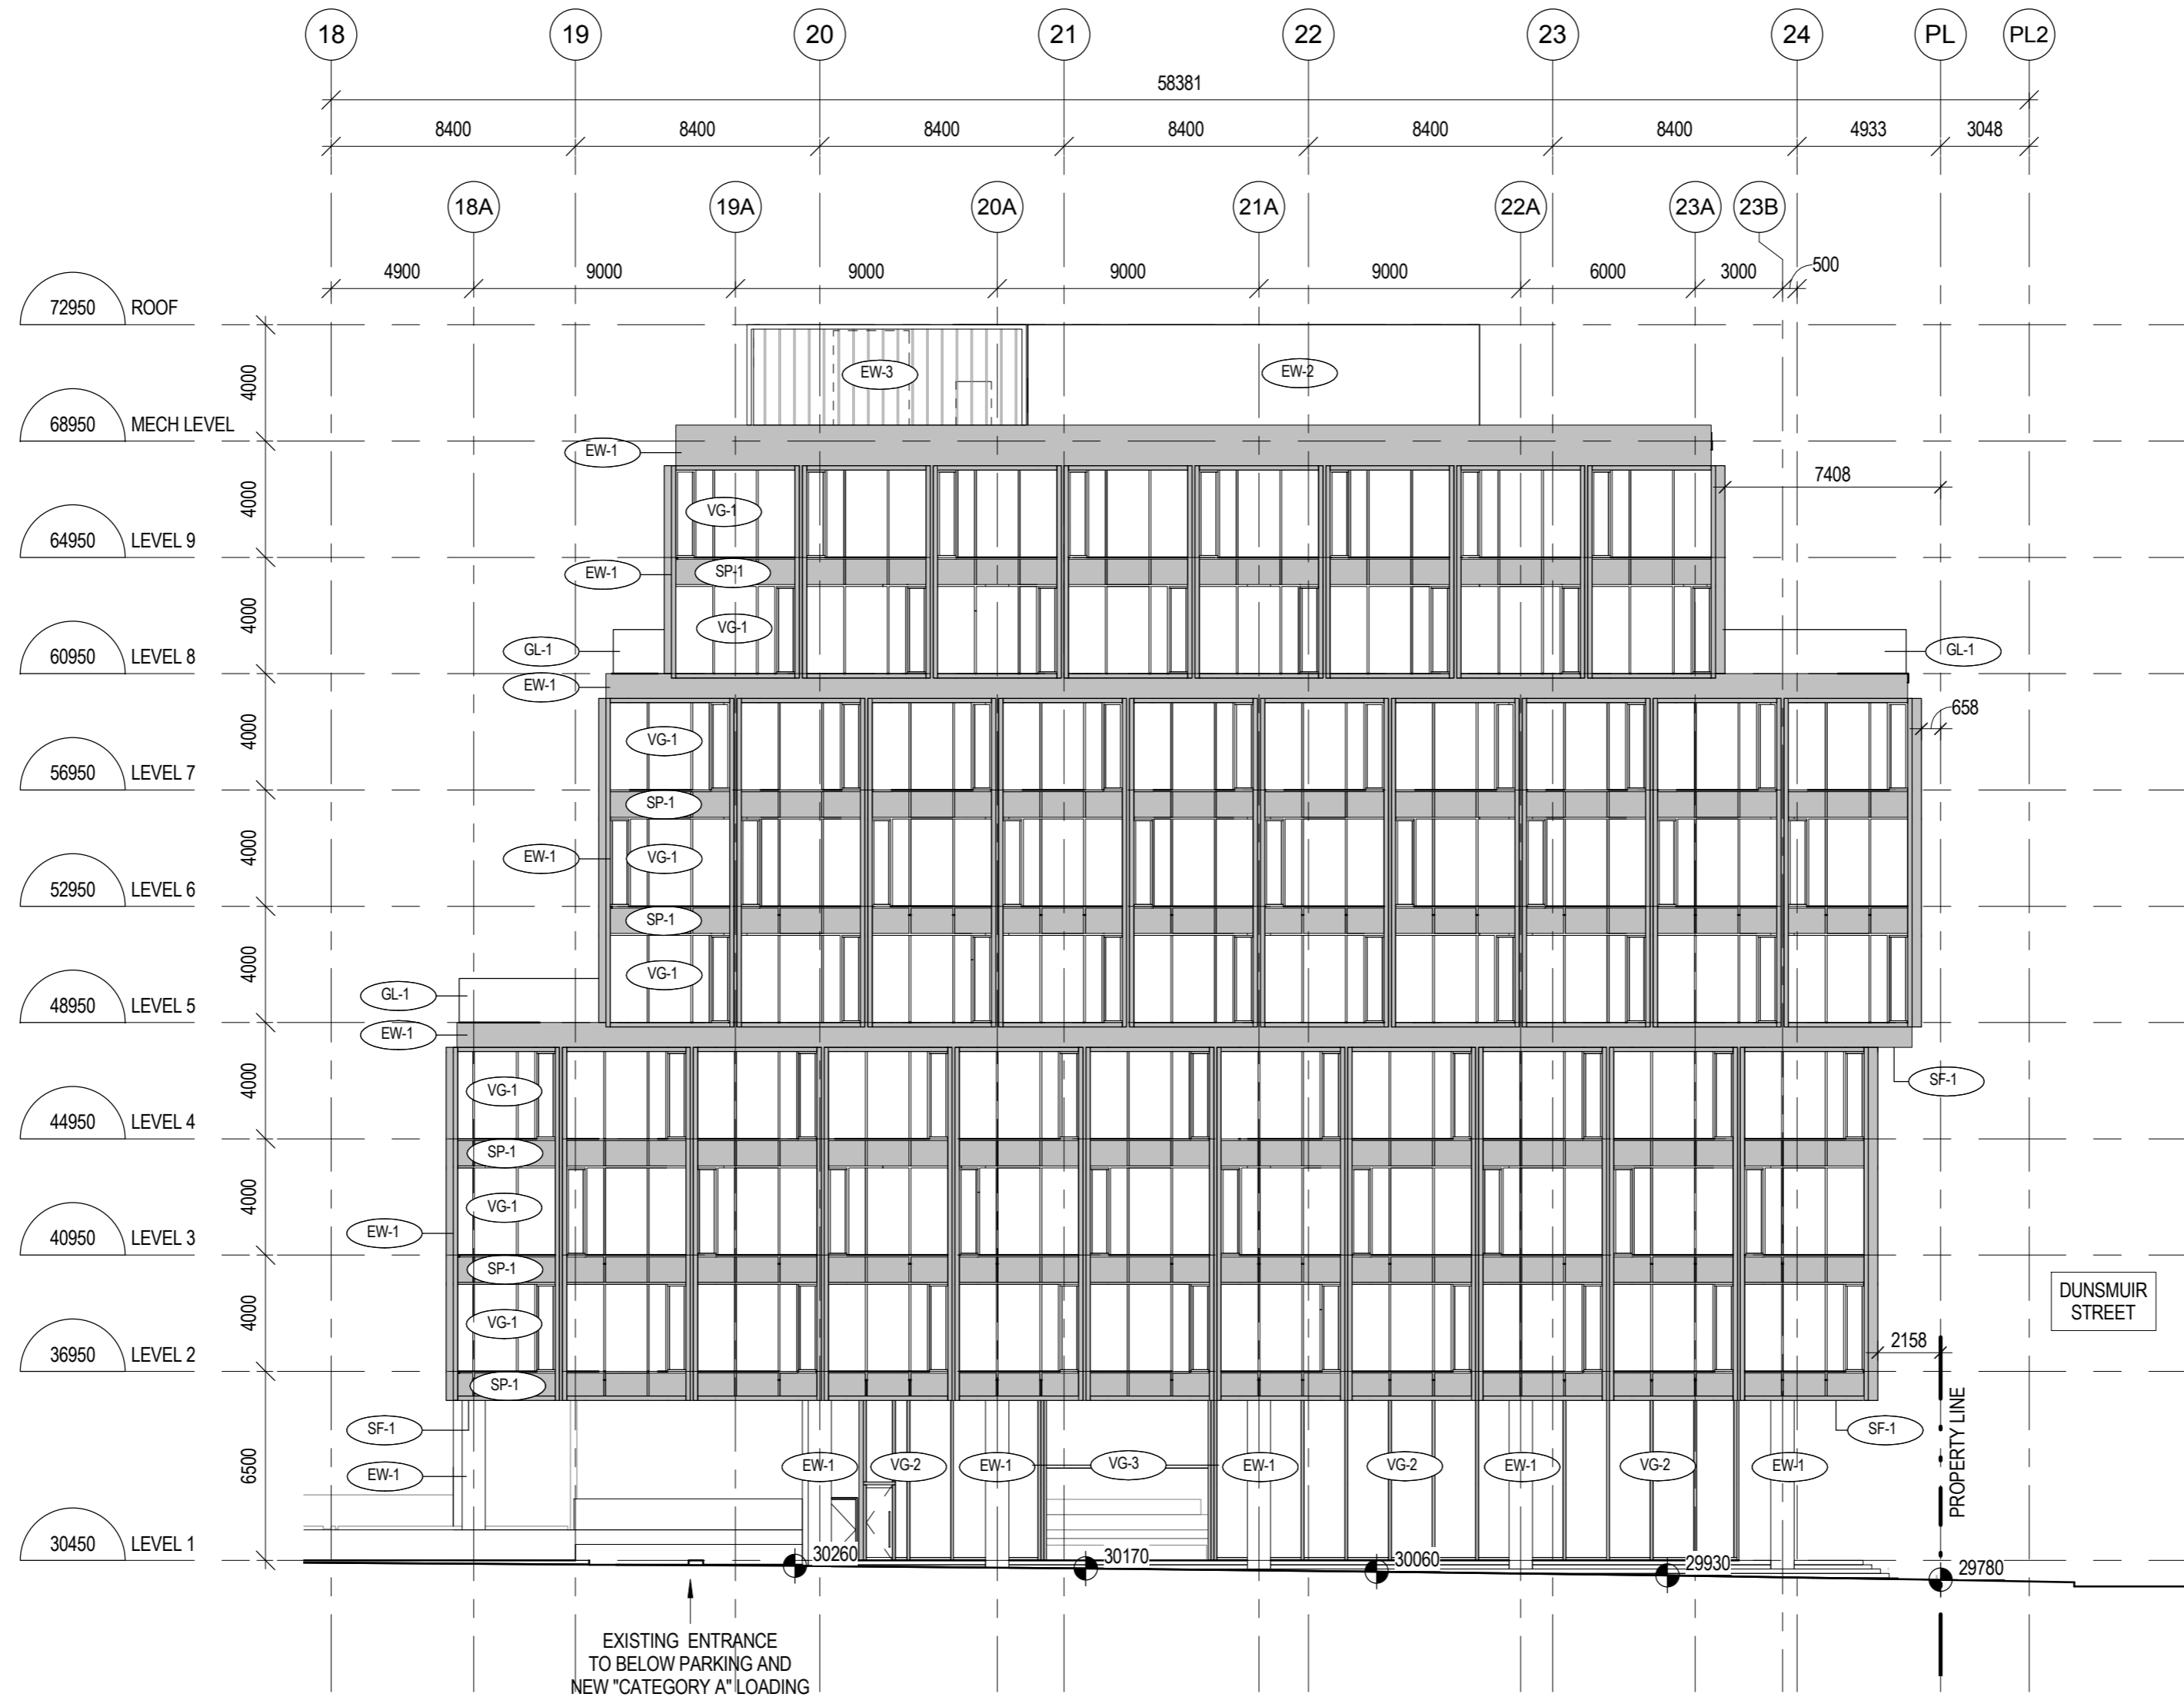 18 19 20 21 22 23 24 PL PL2
58381
8400 8400 8400 8400 8400 8400 4933 3048
18A 19A 20A 21A 22A 23A 23B
4900 9000 9000 9000 9000 6000 3000 500
72950 ROOF
4000 EW-3 EW-2
68950 MECH LEVEL
EW-1
4000 VG-1 7408
64950 LEVEL 9
EW-1 SP-1
4000 VG-1
60950 LEVEL 8 GL-1 GL-1
EW-1
4000 VG-1 658
56950 LEVEL 7
SP-1
4000 EW-1 VG-1
52950 LEVEL 6
SP-1
4000 VG-1
48950 LEVEL 5 GL-1
EW-1
4000 VG-1 SF-1
44950 LEVEL 4
SP-1
4000 VG-1
40950 LEVEL 3 EW-1
SP-1
4000 VG-1
DUNSMUIR
STREET
36950 LEVEL 2 2158
SP-1
SF-1 SF-1
PROPERTY LINE
6500 EW-1 EW-1 VG-2 EW-1 VG-3 EW-1 VG-2 EW-1 VG-2 EW-1
30450 LEVEL 1
30260 30170 30060 29930 29780
EXISTING ENTRANCE
TO BELOW PARKING AND
NEW "CATEGORY A" LOADING